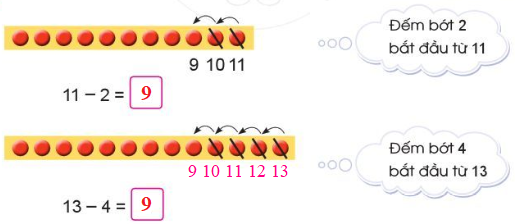 Đếm bớt 2
bắt đầu từ 11
9 10 11
11 – 2 = 9
Đếm bớt 4
bắt đầu từ 13
9 10 11 12 13
13 – 4 = 9